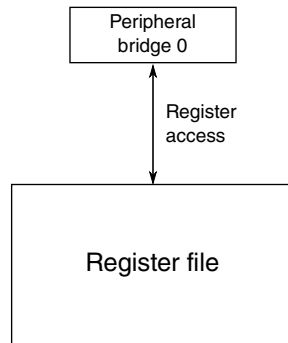 Peripheral
bridge 0
Register
access
Register file